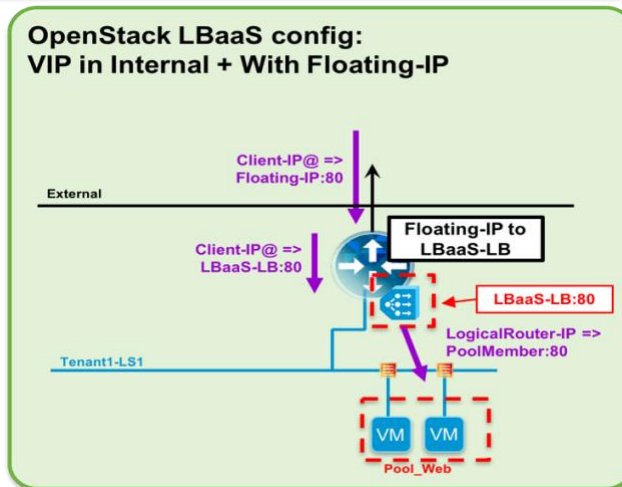 OpenStack LBaaS config:
VIP in Internal + With Floating-IP
Client-IP@ =>
Floating-IP:80
External
Floating-IP to
LBaaS-LB
Client-IP@ =>
LBaaS-LB:80
LBaaS-LB:80
LogicalRouter-IP =>
PoolMember:80
Tenant1-LS1
VM
VM
Pool_Web